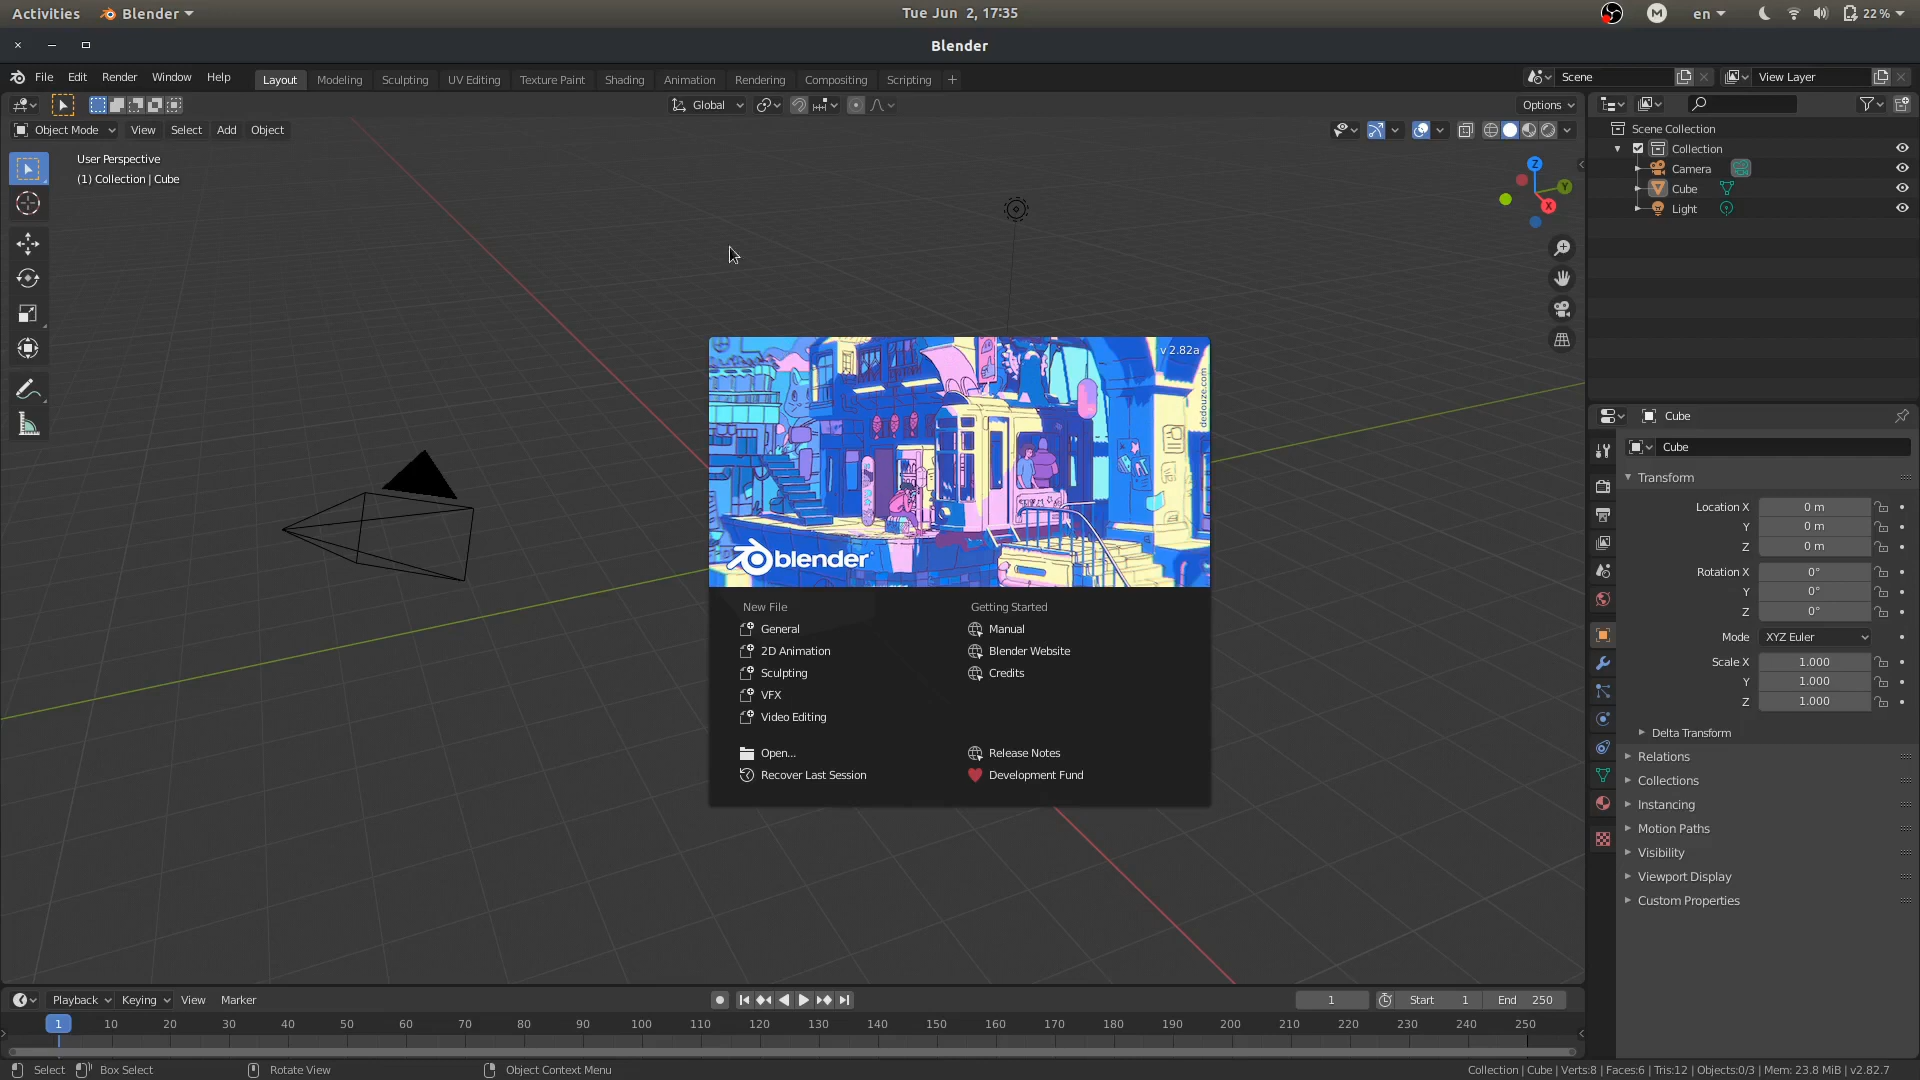 Activities Blender Tue Jun 2, 17:35 en 22 %
Blender
File Edit Render Window Help Layout Modeling Sculpting UV Editing Texture Paint Shading Animation Rendering Compositing Scripting + Scene View Layer
Global Options
Object Mode View Select Add Object
User Perspective
(1) Collection | Cube
Z
Y
X
Scene Collection
Collection
Camera
Cube
Light
v 2.82a
dedouze.com
blender
New File
General
2D Animation
Sculpting
VFX
Video Editing
Open...
Recover Last Session
Getting Started
Manual
Blender Website
Credits
Release Notes
Development Fund
Cube
Cube
Transform
Location X 0 m
Y 0 m
Z 0 m
Rotation X 0°
Y 0°
Z 0°
Mode XYZ Euler
Scale X 1.000
Y 1.000
Z 1.000
Delta Transform
Relations
Collections
Instancing
Motion Paths
Visibility
Viewport Display
Custom Properties
Playback Keying View Marker 1 Start 1 End 250
1 10 20 30 40 50 60 70 80 90 100 110 120 130 140 150 160 170 180 190 200 210 220 230 240 250
Select Box Select Rotate View Object Context Menu Collection | Cube | Verts:8 | Faces:6 | Tris:12 | Objects:0/3 | Mem: 23.8 MiB | v2.82.7